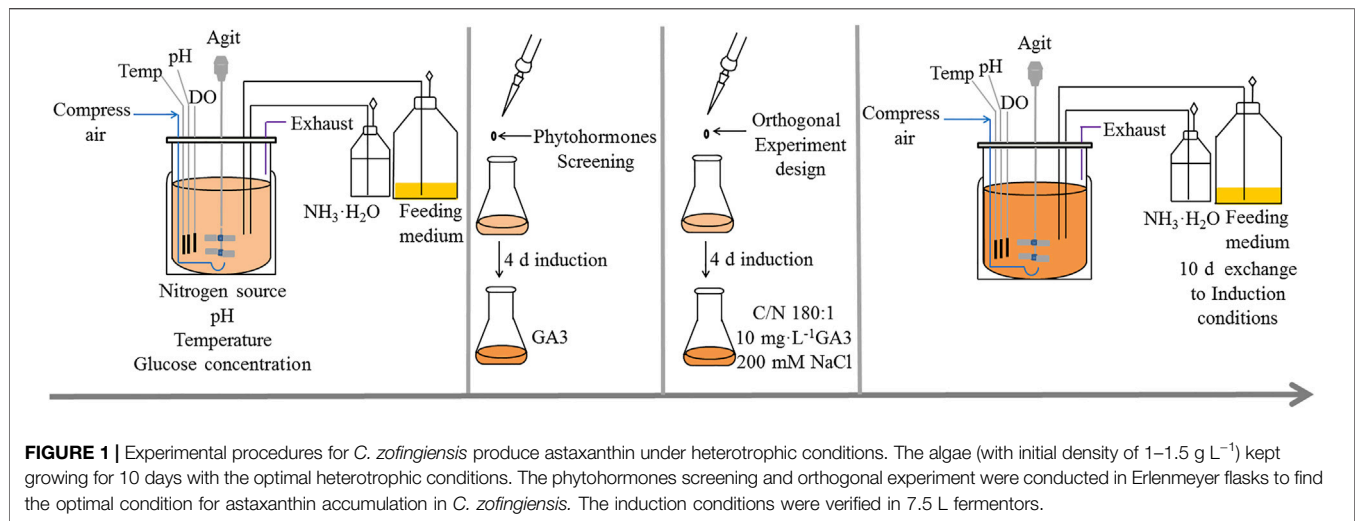 Agit
pH
Temp
DO
Compress
air
Exhaust
NH₃·H₂O
Feeding
medium
Nitrogen source
pH
Temperature
Glucose concentration
Phytohormones
Screening
4 d induction
GA3
Orthogonal
Experiment
design
4 d induction
C/N 180:1
10 mg·L⁻¹GA3
200 mM NaCl
Agit
pH
Temp
DO
Compress
air
Exhaust
NH₃·H₂O
Feeding
medium
10 d exchange
to Induction
conditions
FIGURE 1 | Experimental procedures for C. zofingiensis produce astaxanthin under heterotrophic conditions. The algae (with initial density of 1–1.5 g L⁻¹) kept
growing for 10 days with the optimal heterotrophic conditions. The phytohormones screening and orthogonal experiment were conducted in Erlenmeyer flasks to find
the optimal condition for astaxanthin accumulation in C. zofingiensis. The induction conditions were verified in 7.5 L fermentors.